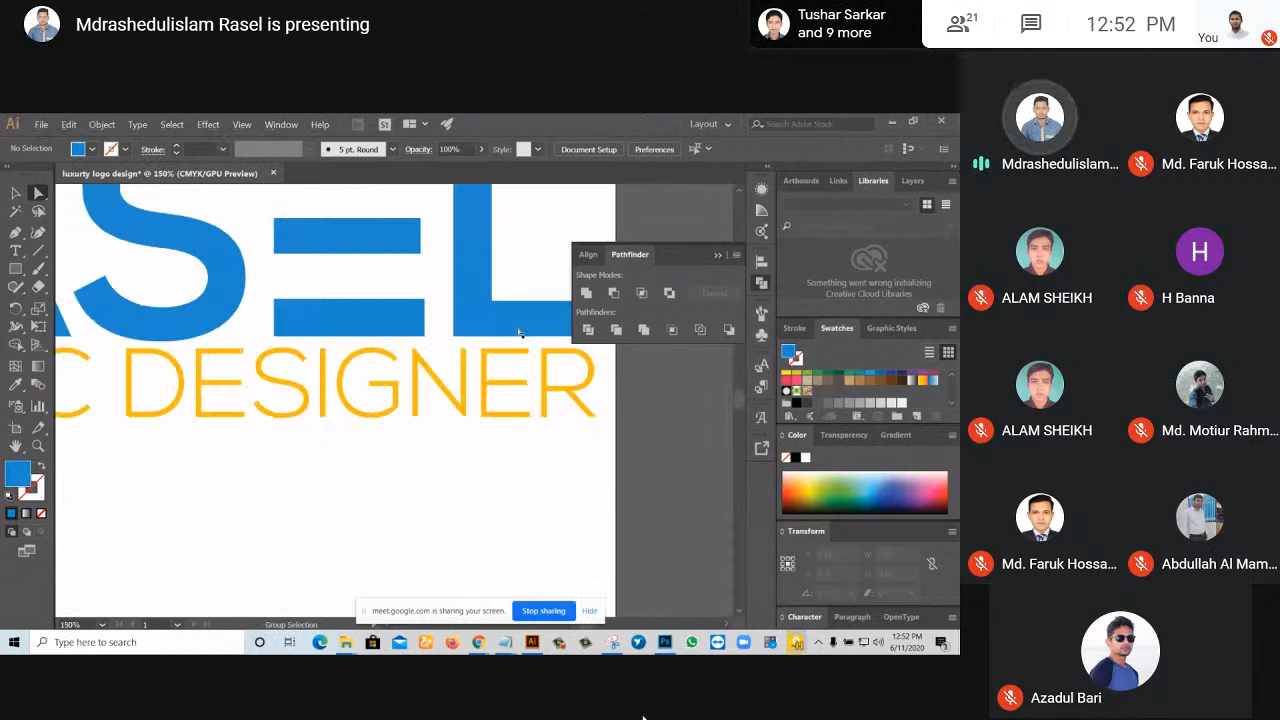 Mdrashedulislam Rasel is presenting
Tushar Sarkar
and 9 more
21
12:52 PM
You
Ai File Edit Object Type Select Effect View Window Help
Br St
Layout
Search Adobe Stock
No Selection
Stroke:
5 pt. Round
Opacity: 100%
Style:
Document Setup
Preferences
luxurty logo design* @ 150% (CMYK/GPU Preview)
ASEL
C DESIGNER
Align Pathfinder
Shape Modes:
Expand
Pathfinders:
Artboards Links Libraries Layers
Something went wrong initializing
Creative Cloud Libraries
Stroke Swatches Graphic Styles
Color Transparency Gradient
Transform
Character Paragraph OpenType
meet.google.com is sharing your screen.
Stop sharing
Hide
150%
1
Group Selection
Type here to search
12:52 PM
6/11/2020
Mdrashedulislam...
Md. Faruk Hossa...
ALAM SHEIKH
H
H Banna
ALAM SHEIKH
Md. Motiur Rahm...
Md. Faruk Hossa...
Abdullah Al Mam...
Azadul Bari